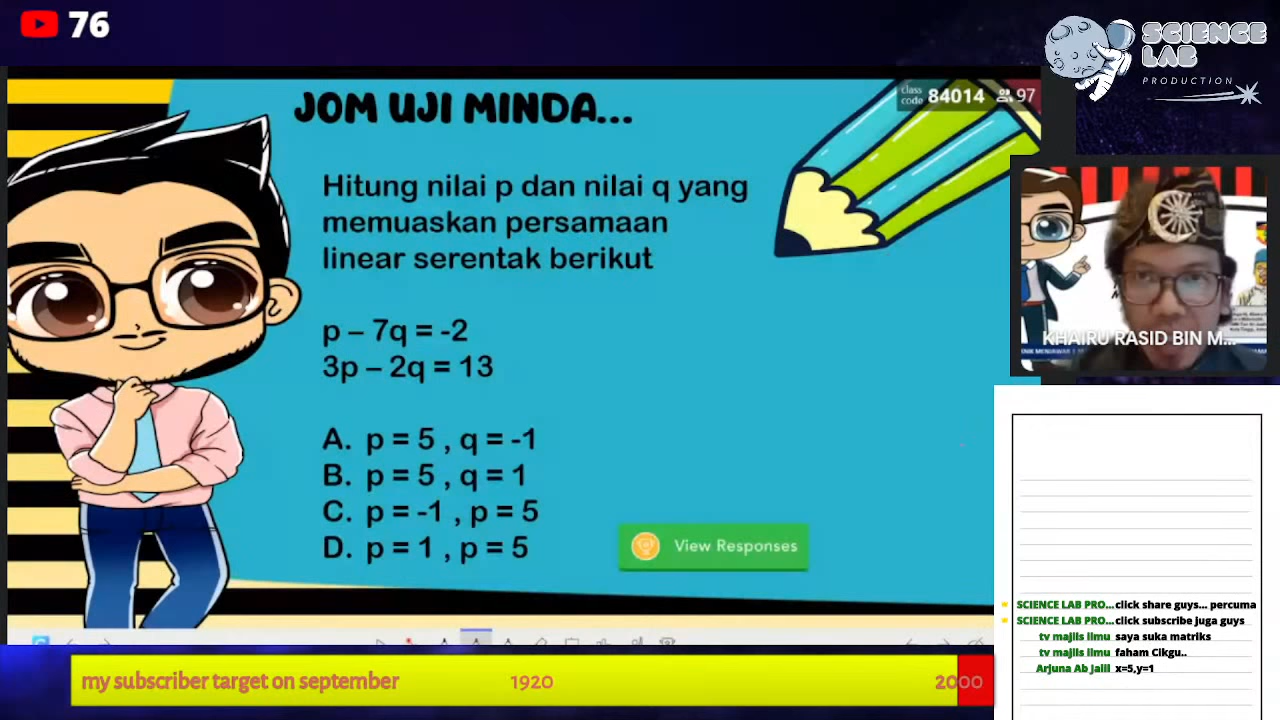 76
SCIENCE
LAB
PRODUCTION
JOM UJI MINDA...
class code 84014 97
Hitung nilai p dan nilai q yang
memuaskan persamaan
linear serentak berikut
p – 7q = -2
3p – 2q = 13
A. p = 5 , q = -1
B. p = 5 , q = 1
C. p = -1 , p = 5
D. p = 1 , p = 5
View Responses
KHAIRU RASID BIN M...
SCIENCE LAB PRO... click share guys... percuma
SCIENCE LAB PRO... click subscribe juga guys
tv majlis ilmu saya suka matriks
tv majlis ilmu faham Cikgu..
Arjuna Ab Jalil x=5,y=1
my subscriber target on september 1920 2000